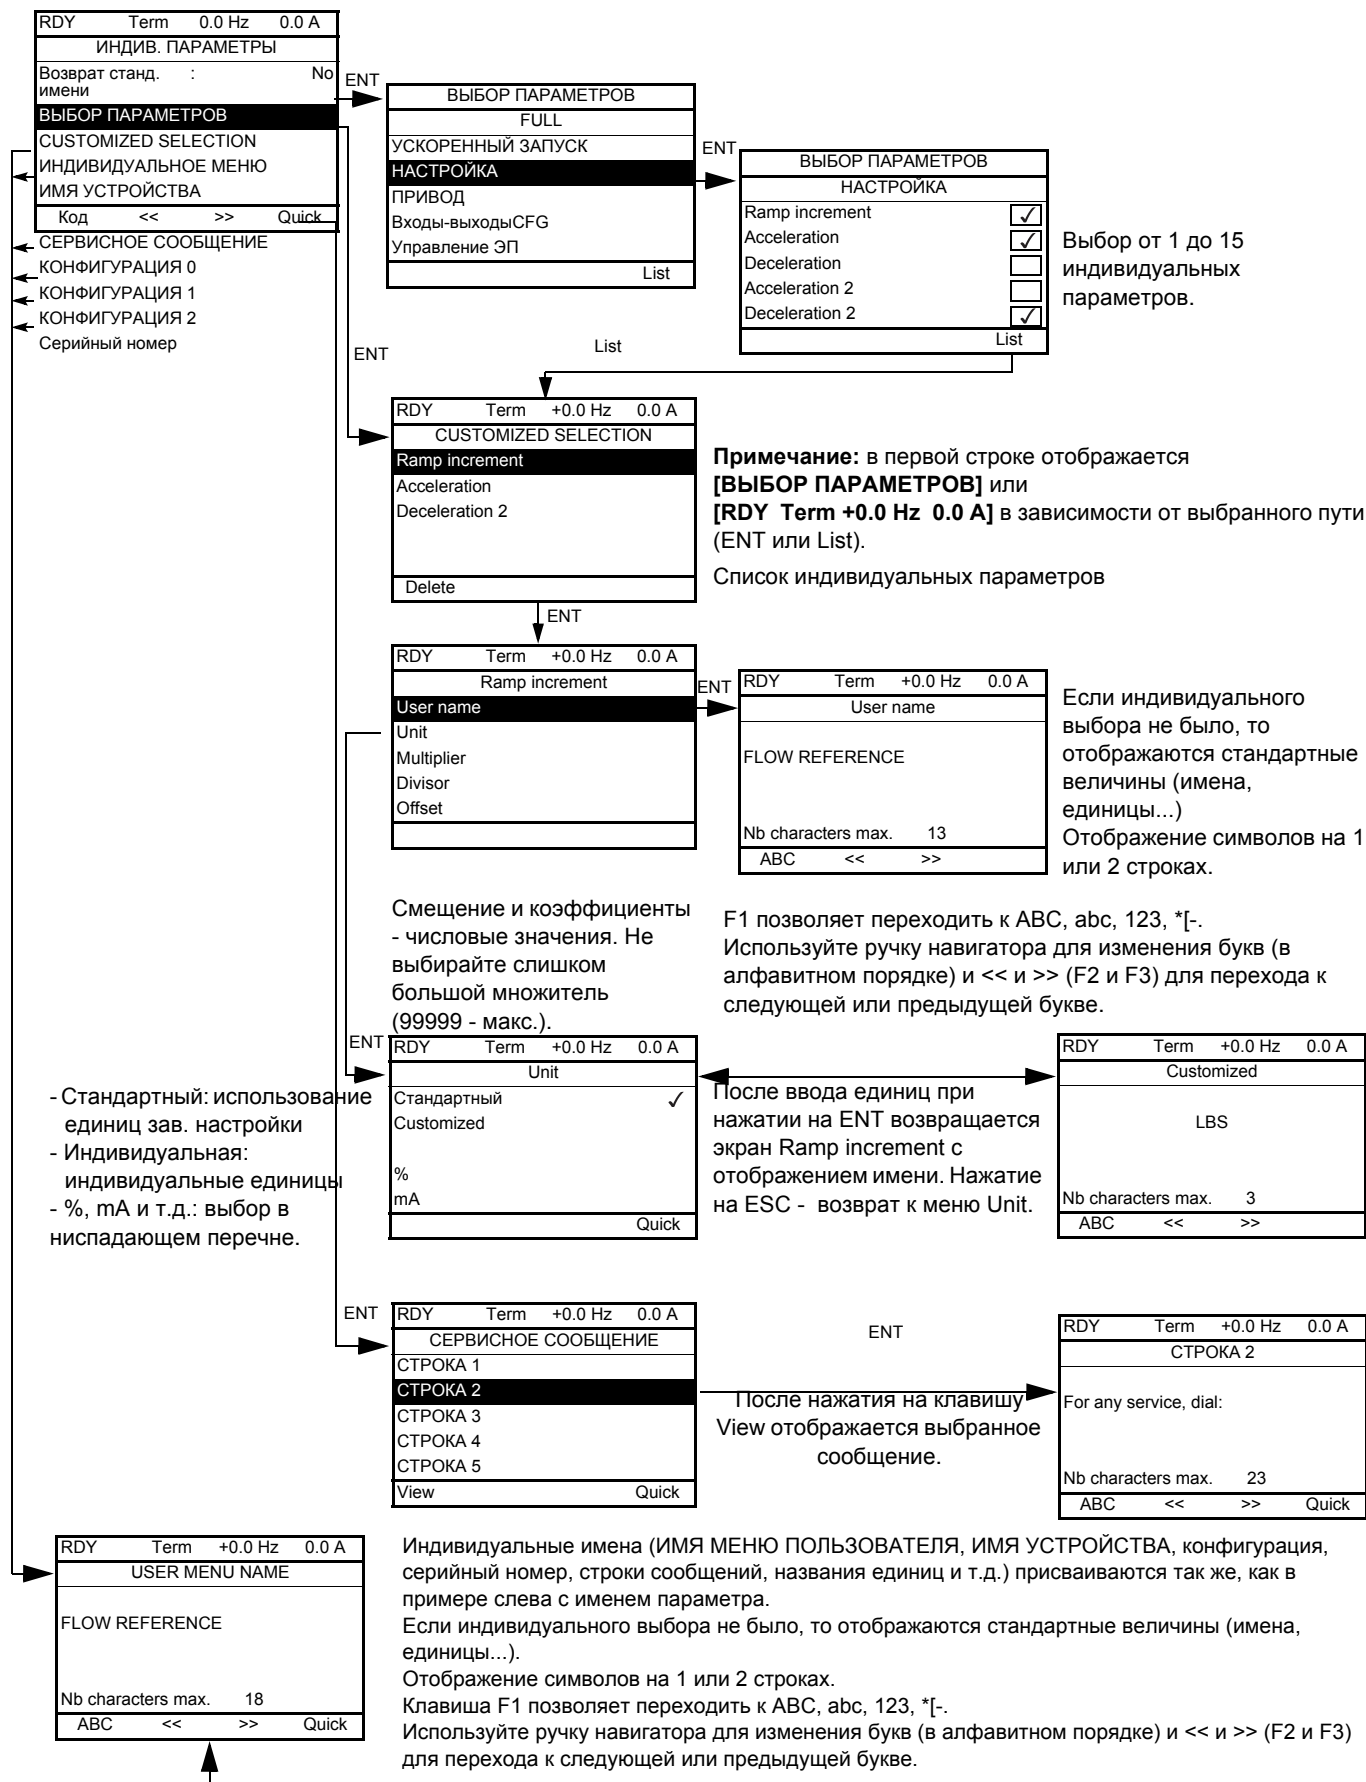 RDY Term 0.0 Hz 0.0 A
ИНДИВ. ПАРАМЕТРЫ
Возврат станд. : No
имени
ВЫБОР ПАРАМЕТРОВ
CUSTOMIZED SELECTION
ИНДИВИДУАЛЬНОЕ МЕНЮ
ИМЯ УСТРОЙСТВА
Код << >> Quick
СЕРВИСНОЕ СООБЩЕНИЕ
КОНФИГУРАЦИЯ 0
КОНФИГУРАЦИЯ 1
КОНФИГУРАЦИЯ 2
Серийный номер
ENT
ВЫБОР ПАРАМЕТРОВ
FULL
УСКОРЕННЫЙ ЗАПУСК
НАСТРОЙКА
ПРИВОД
Входы-выходыCFG
Управление ЭП
List
ENT
ВЫБОР ПАРАМЕТРОВ
НАСТРОЙКА
Ramp increment ✓
Acceleration ✓
Deceleration
Acceleration 2
Deceleration 2 ✓
List
Выбор от 1 до 15
индивидуальных
параметров.
ENT
List
RDY Term +0.0 Hz 0.0 A
CUSTOMIZED SELECTION
Ramp increment
Acceleration
Deceleration 2
Delete
Примечание: в первой строке отображается
[ВЫБОР ПАРАМЕТРОВ] или
[RDY Term +0.0 Hz 0.0 A] в зависимости от выбранного пути
(ENT или List).
Список индивидуальных параметров
ENT
RDY Term +0.0 Hz 0.0 A
Ramp increment
User name
Unit
Multiplier
Divisor
Offset
ENT
RDY Term +0.0 Hz 0.0 A
User name
FLOW REFERENCE
Nb characters max. 13
ABC << >>
Если индивидуального
выбора не было, то
отображаются стандартные
величины (имена,
единицы...)
Отображение символов на 1
или 2 строках.
Смещение и коэффициенты
- числовые значения. Не
выбирайте слишком
большой множитель
(99999 - макс.).
F1 позволяет переходить к ABC, abc, 123, *[-.
Используйте ручку навигатора для изменения букв (в
алфавитном порядке) и << и >> (F2 и F3) для перехода к
следующей или предыдущей букве.
- Стандартный: использование
единиц зав. настройки
- Индивидуальная:
индивидуальные единицы
- %, mA и т.д.: выбор в
ниспадающем перечне.
ENT
RDY Term +0.0 Hz 0.0 A
Unit
Стандартный ✓
Customized
%
mA
Quick
После ввода единиц при
нажатии на ENT возвращается
экран Ramp increment с
отображением имени. Нажатие
на ESC - возврат к меню Unit.
RDY Term +0.0 Hz 0.0 A
Customized
LBS
Nb characters max. 3
ABC << >>
ENT
RDY Term +0.0 Hz 0.0 A
СЕРВИСНОЕ СООБЩЕНИЕ
СТРОКА 1
СТРОКА 2
СТРОКА 3
СТРОКА 4
СТРОКА 5
View Quick
ENT
После нажатия на клавишу
View отображается выбранное
сообщение.
RDY Term +0.0 Hz 0.0 A
СТРОКА 2
For any service, dial:
Nb characters max. 23
ABC << >> Quick
RDY Term +0.0 Hz 0.0 A
USER MENU NAME
FLOW REFERENCE
Nb characters max. 18
ABC << >> Quick
Индивидуальные имена (ИМЯ МЕНЮ ПОЛЬЗОВАТЕЛЯ, ИМЯ УСТРОЙСТВА, конфигурация,
серийный номер, строки сообщений, названия единиц и т.д.) присваиваются так же, как в
примере слева с именем параметра.
Если индивидуального выбора не было, то отображаются стандартные величины (имена,
единицы...).
Отображение символов на 1 или 2 строках.
Клавиша F1 позволяет переходить к ABC, abc, 123, *[-.
Используйте ручку навигатора для изменения букв (в алфавитном порядке) и << и >> (F2 и F3)
для перехода к следующей или предыдущей букве.